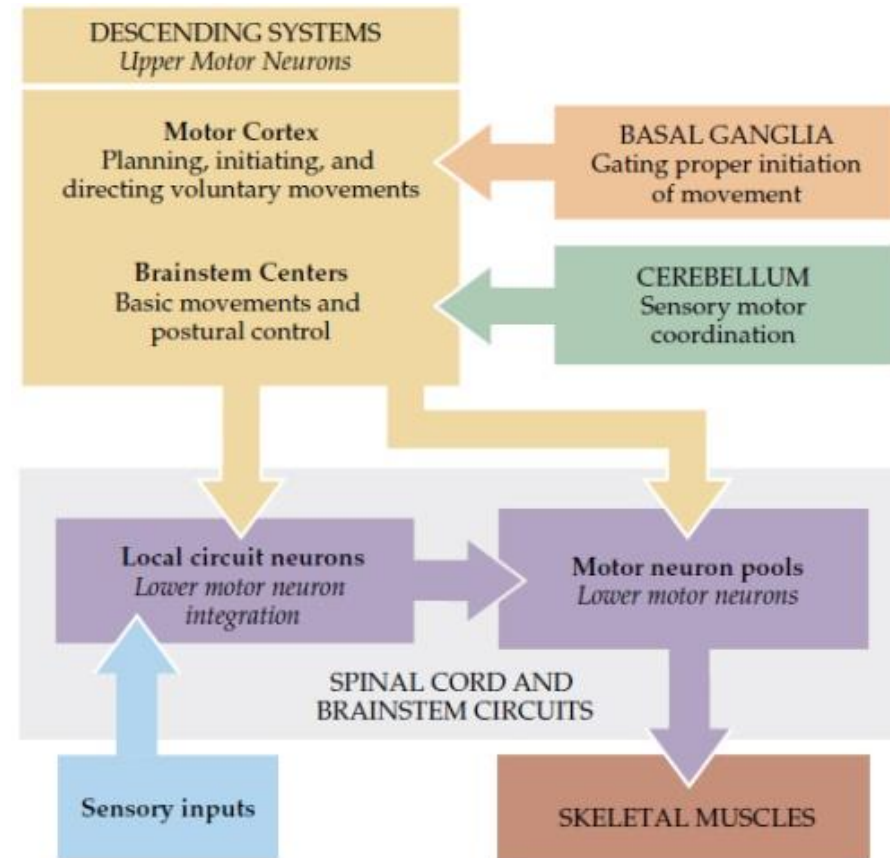 DESCENDING SYSTEMS
Upper Motor Neurons
Motor Cortex
Planning, initiating, and
directing voluntary movements
BASAL GANGLIA
Gating proper initiation
of movement
Brainstem Centers
Basic movements and
postural control
CEREBELLUM
Sensory motor
coordination
Local circuit neurons
Lower motor neuron
integration
Motor neuron pools
Lower motor neurons
SPINAL CORD AND
BRAINSTEM CIRCUITS
Sensory inputs
SKELETAL MUSCLES